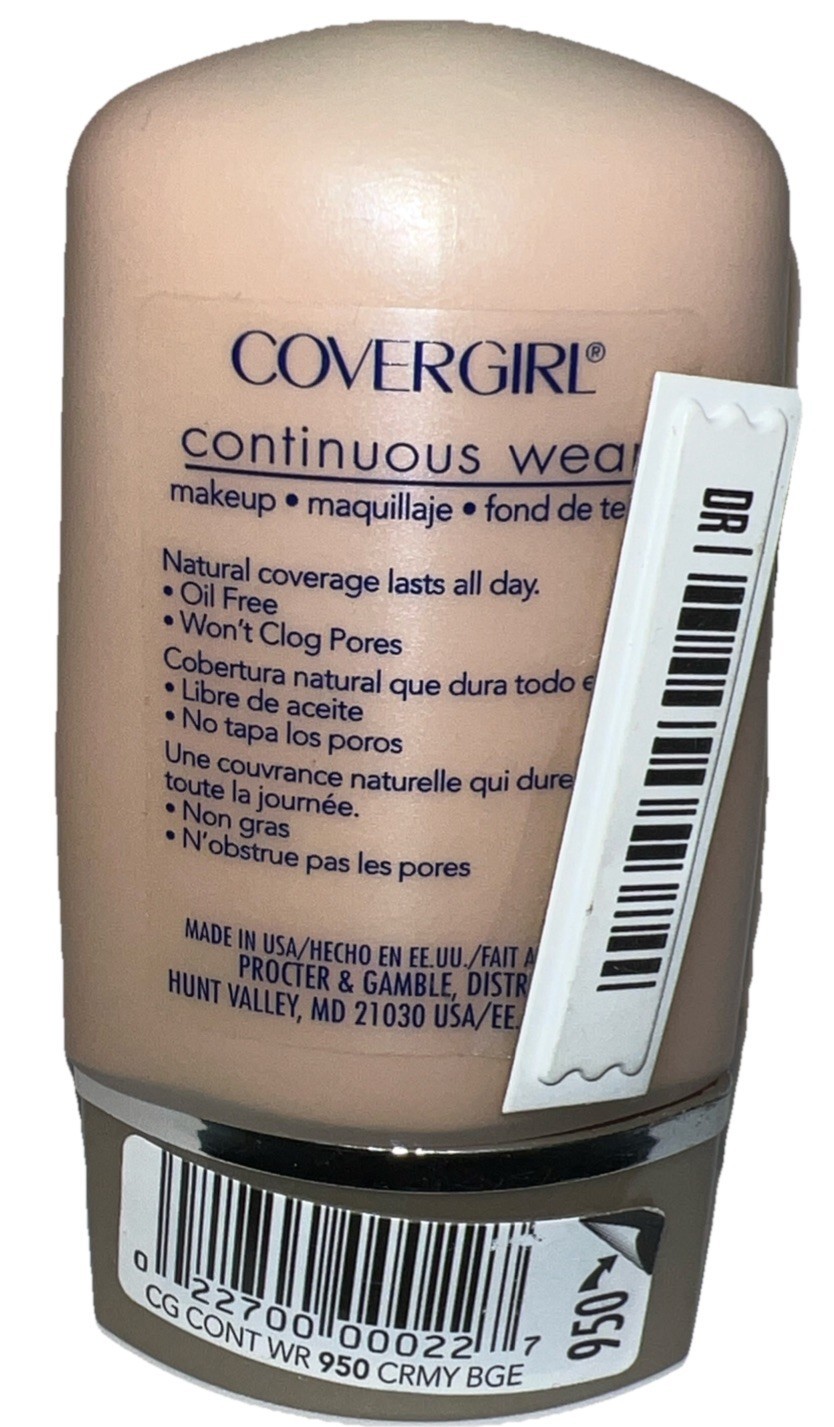 COVERGIRL®
continuous wear
makeup • maquillaje • fond de te
Natural coverage lasts all day.
• Oil Free
• Won't Clog Pores
Cobertura natural que dura todo e
• Libre de aceite
• No tapa los poros
Une couvrance naturelle qui dure
toute la journée.
• Non gras
• N'obstrue pas les pores
MADE IN USA/HECHO EN EE.UU./FAIT A
PROCTER & GAMBLE, DISTR
HUNT VALLEY, MD 21030 USA/EE.
DR
0 22700 00022 7
CG CONT WR 950 CRMY BGE
950